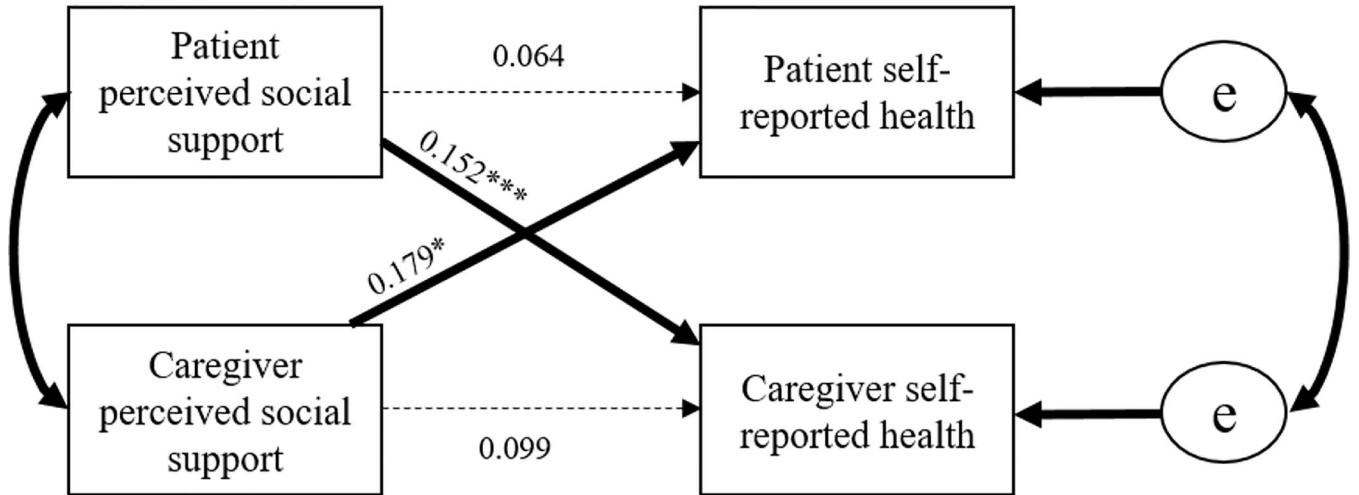 Patient
perceived social
support
0.064
Patient self-
reported health
e
0.152***
0.179*
Caregiver
perceived social
support
0.099
Caregiver self-
reported health
e